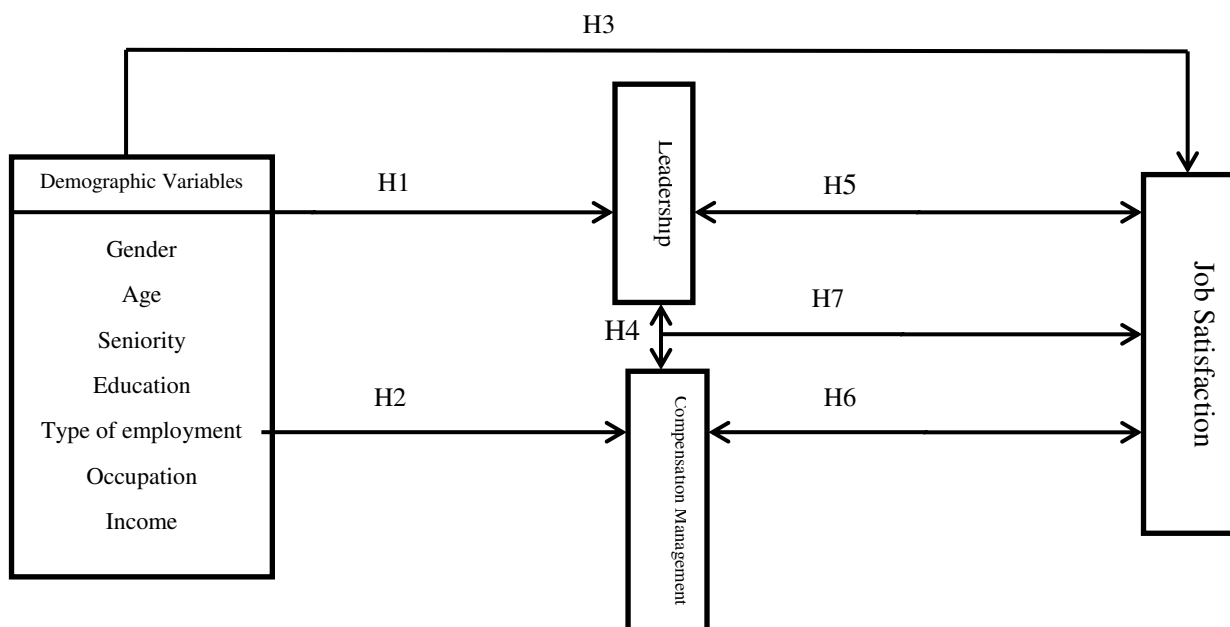 H3
Demographic Variables
Gender
Age
Seniority
Education
Type of employment
Occupation
Income
H1
H2
Leadership
H4
Compensation Management
H5
H7
H6
Job Satisfaction